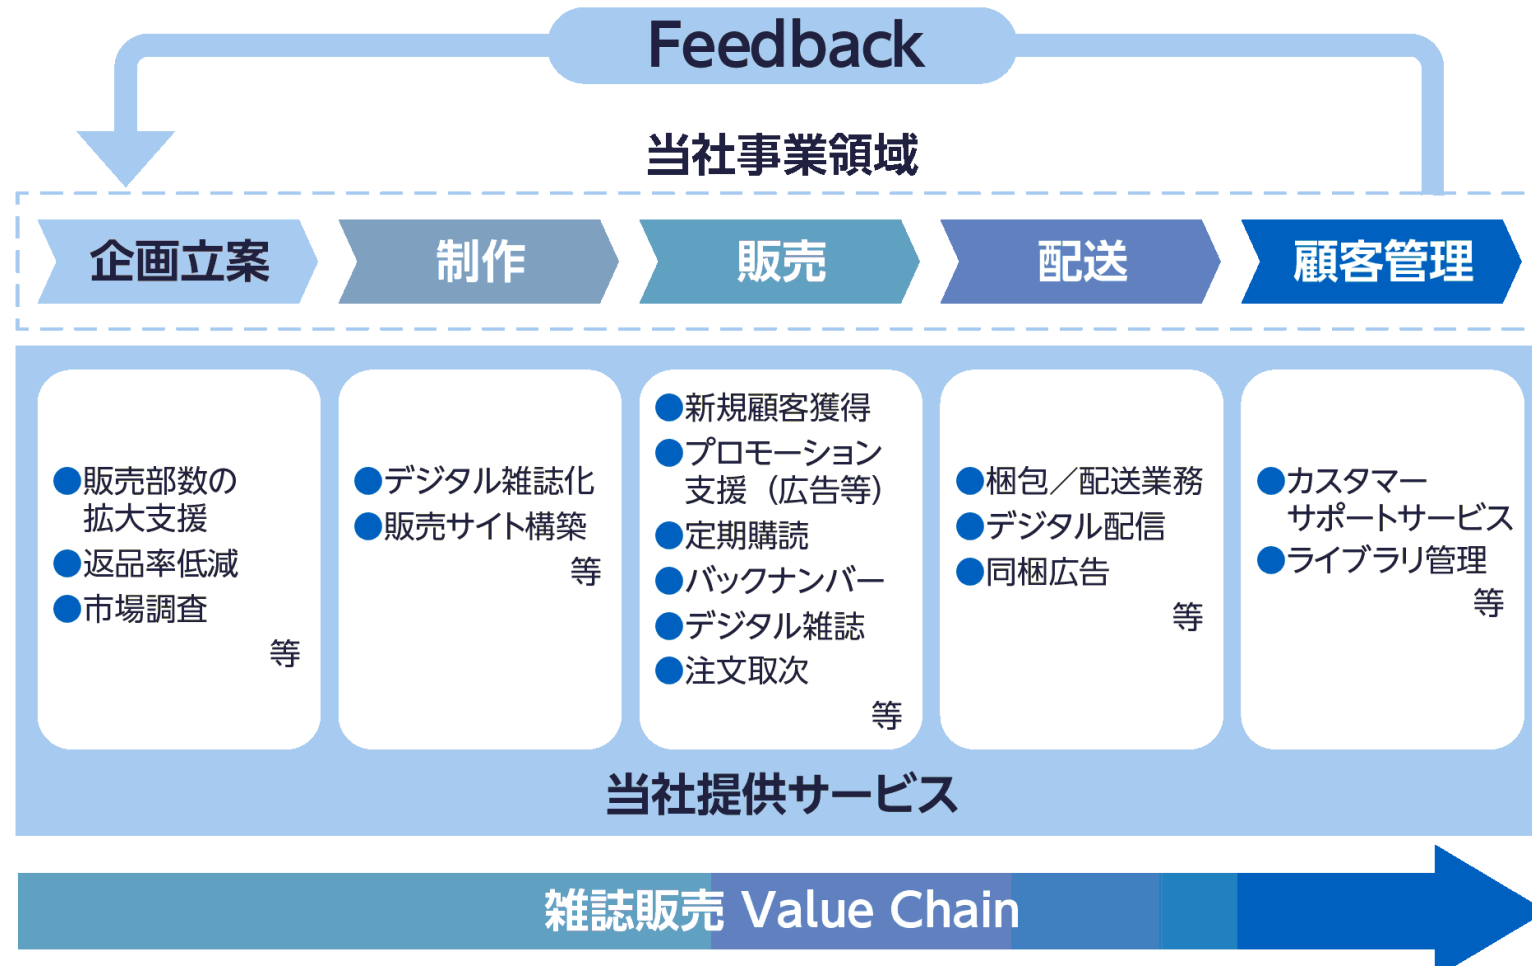 Feedback
当社事業領域
企画立案
制作
販売
配送
顧客管理
●販売部数の
拡大支援
●返品率低減
●市場調査
等
●デジタル雑誌化
●販売サイト構築
等
●新規顧客獲得
●プロモーション
支援（広告等）
●定期購読
●バックナンバー
●デジタル雑誌
●注文取次
等
●梱包／配送業務
●デジタル配信
●同梱広告
等
●カスタマー
サポートサービス
●ライブラリ管理
等
当社提供サービス
雑誌販売 Value Chain